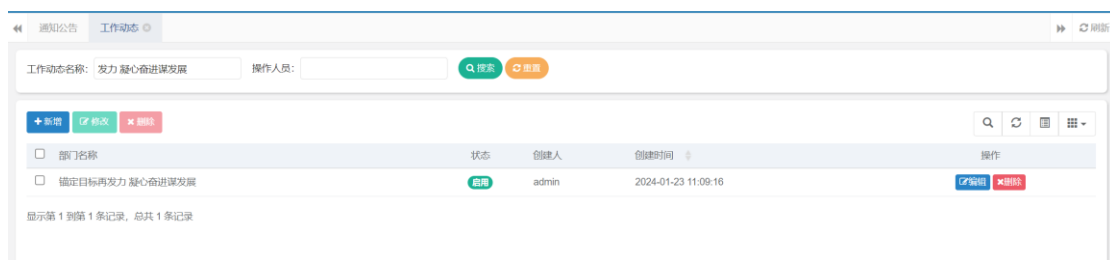 通知公告 工作动态 刷新
工作动态名称: 发力 凝心奋进谋发展 操作人员: 搜索 重置
新增 修改 删除
部门名称 状态 创建人 创建时间 操作
锚定目标再发力 凝心奋进谋发展 启用 admin 2024-01-23 11:09:16 编辑 删除
显示第 1 到第 1 条记录，总共 1 条记录